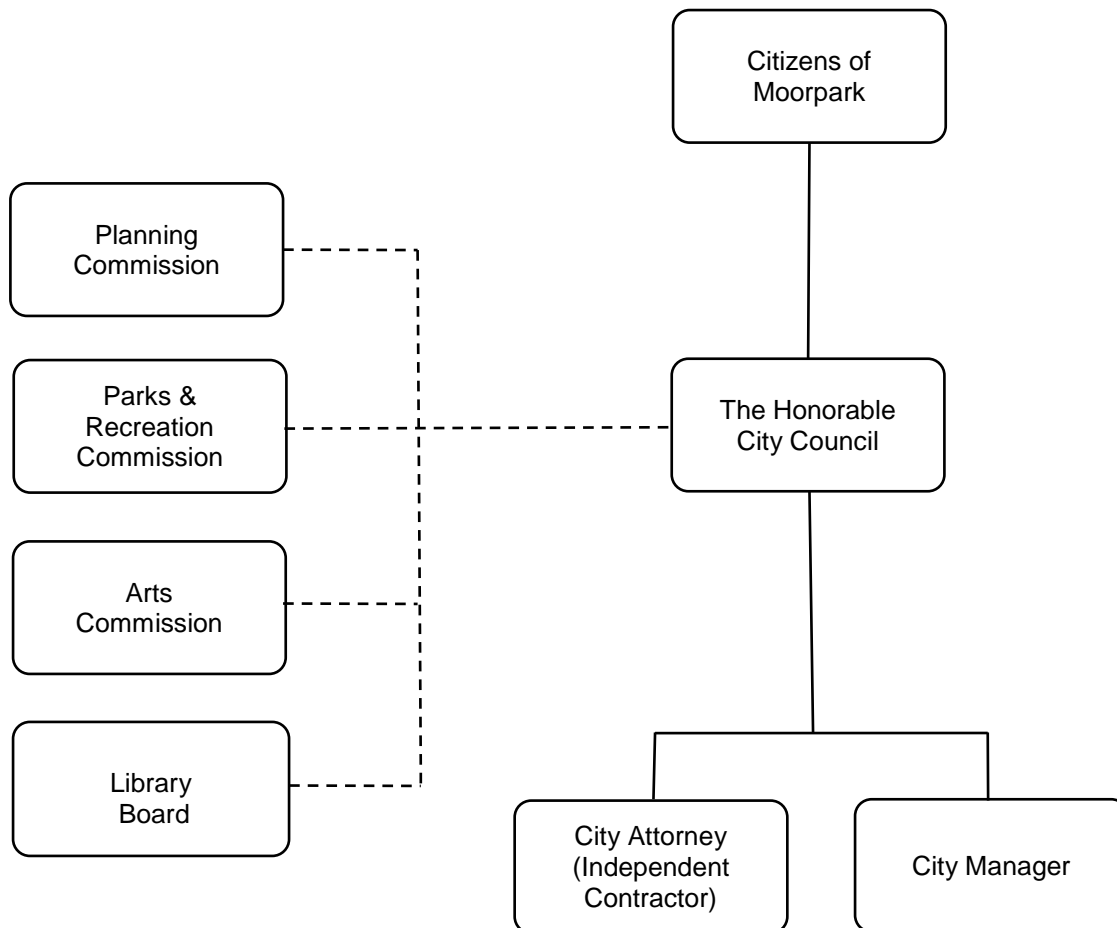 Citizens of
Moorpark
Planning
Commission
Parks &
Recreation
Commission
The Honorable
City Council
Arts
Commission
Library
Board
City Attorney
(Independent
Contractor)
City Manager